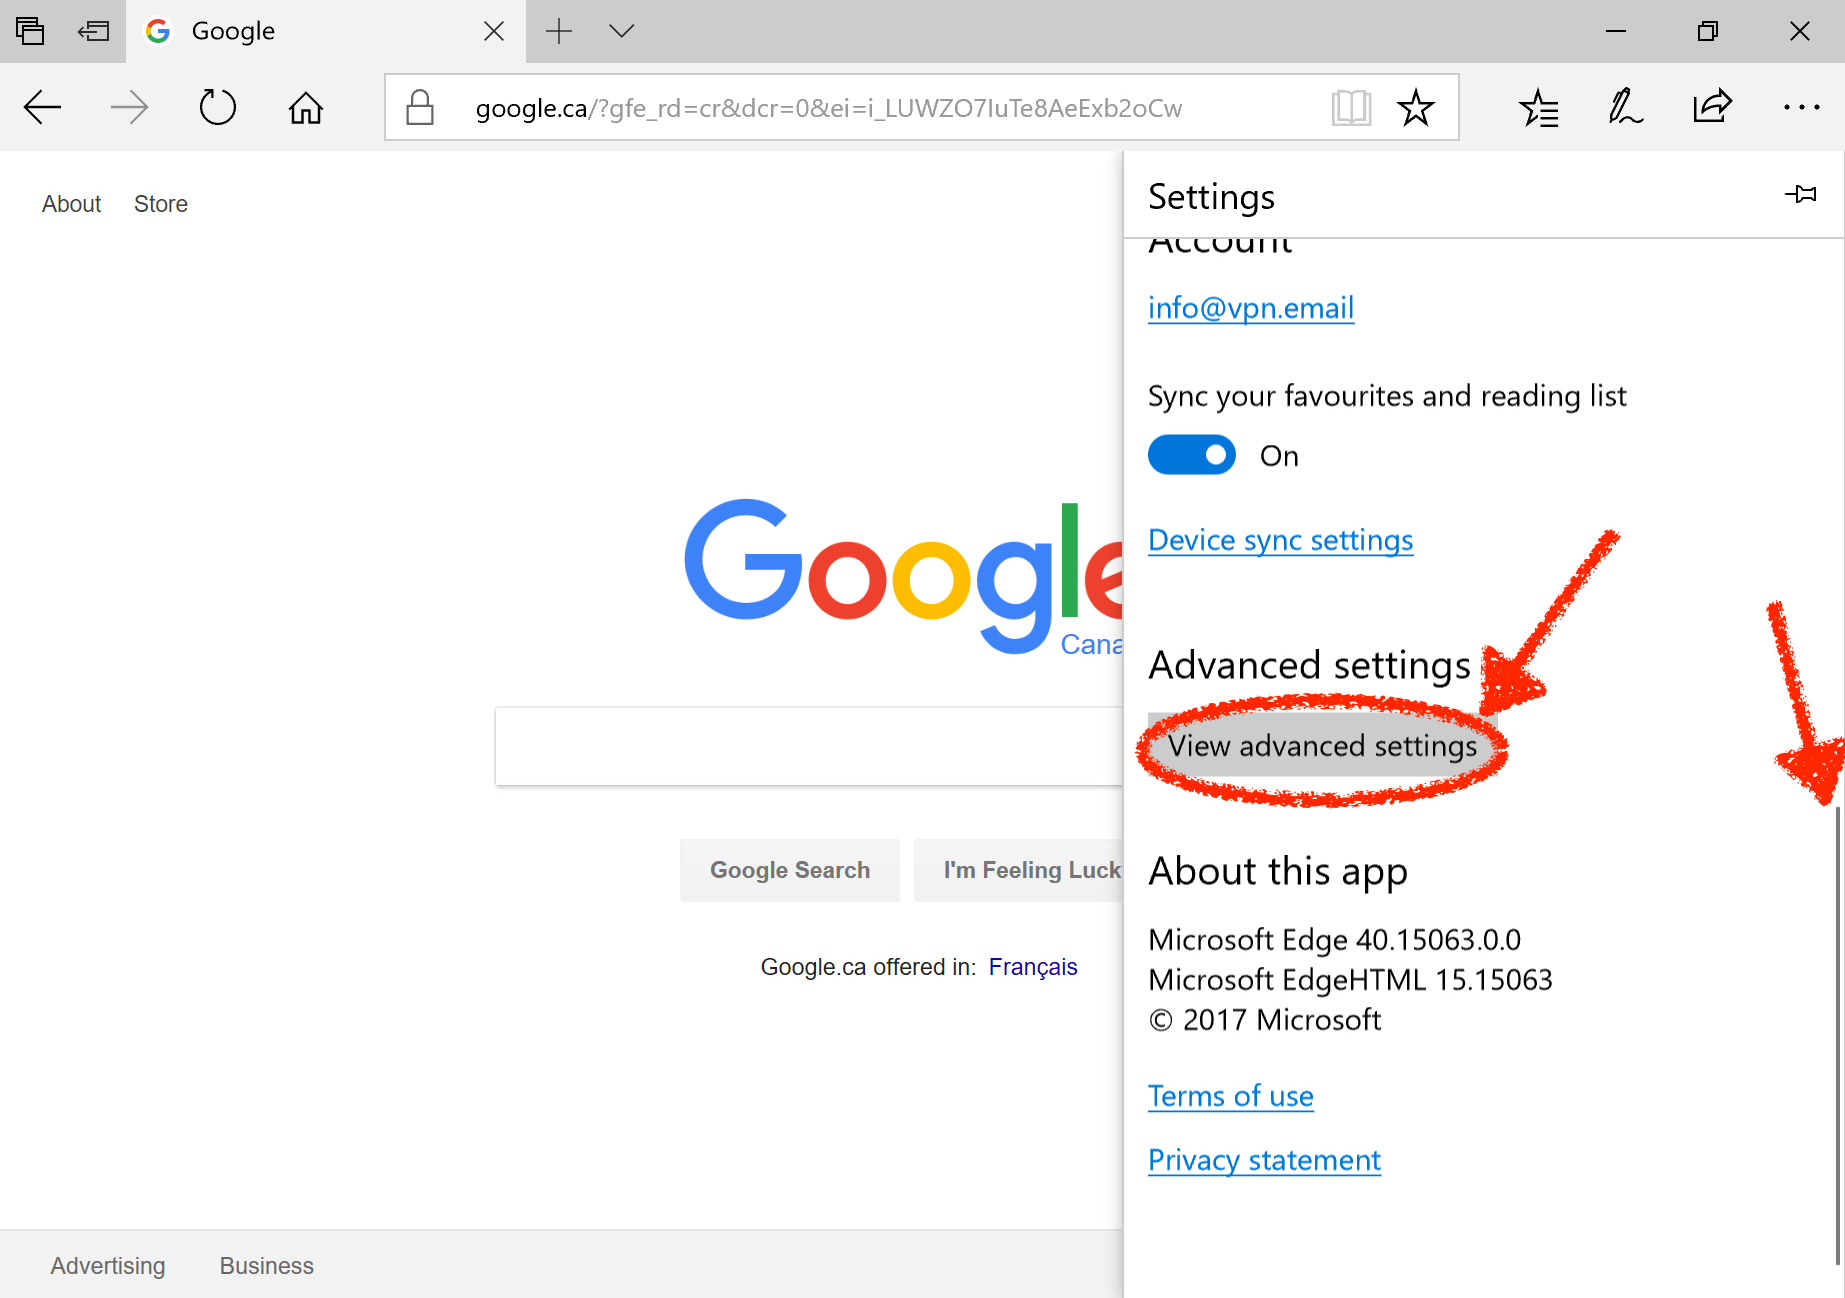 Google
google.ca/?gfe_rd=cr&dcr=0&ei=i_LUWZO7IuTe8AeExb2oCw
About Store
Settings
Account
info@vpn.email
Sync your favourites and reading list
On
Device sync settings
Google
Cana
Advanced settings
View advanced settings
Google Search
I'm Feeling Luck
About this app
Google.ca offered in: Français
Microsoft Edge 40.15063.0.0
Microsoft EdgeHTML 15.15063
© 2017 Microsoft
Terms of use
Privacy statement
Advertising Business